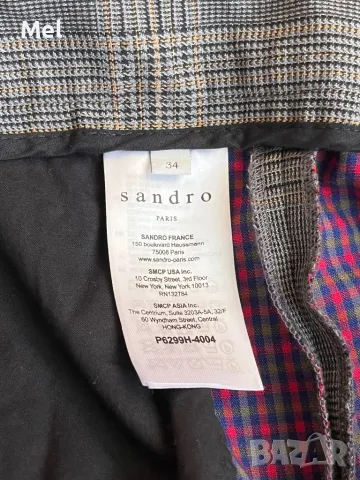 Mel
34
sandro
PARIS
SANDRO FRANCE
150 boulevard Haussmann
75008 Paris
www.sandro-paris.com
SMCP USA Inc.
10 Crosby Street, 3rd Floor
New York, New York 10013
RN132784
SMCP ASIA Inc.
The Centrium, Suite 3203A-5A, 32/F
60 Wyndham Street, Central
HONG-KONG
P6299H-4004
BAZAR